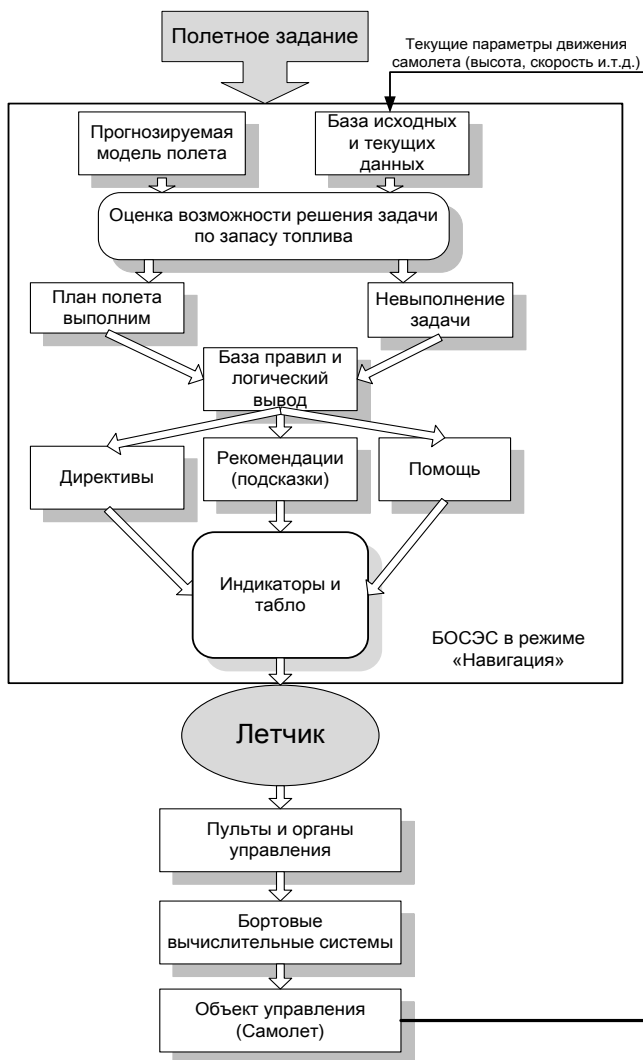 Полетное задание
Текущие параметры движения
самолета (высота, скорость и.т.д.)
Прогнозируемая
модель полета
База исходных
и текущих
данных
Оценка возможности решения задачи
по запасу топлива
План полета
выполним
Невыполнение
задачи
База правил и
логический
вывод
Директивы
Рекомендации
(подсказки)
Помощь
Индикаторы и
табло
БОСЭС в режиме
«Навигация»
Летчик
Пульты и органы
управления
Бортовые
вычислительные системы
Объект управления
(Самолет)